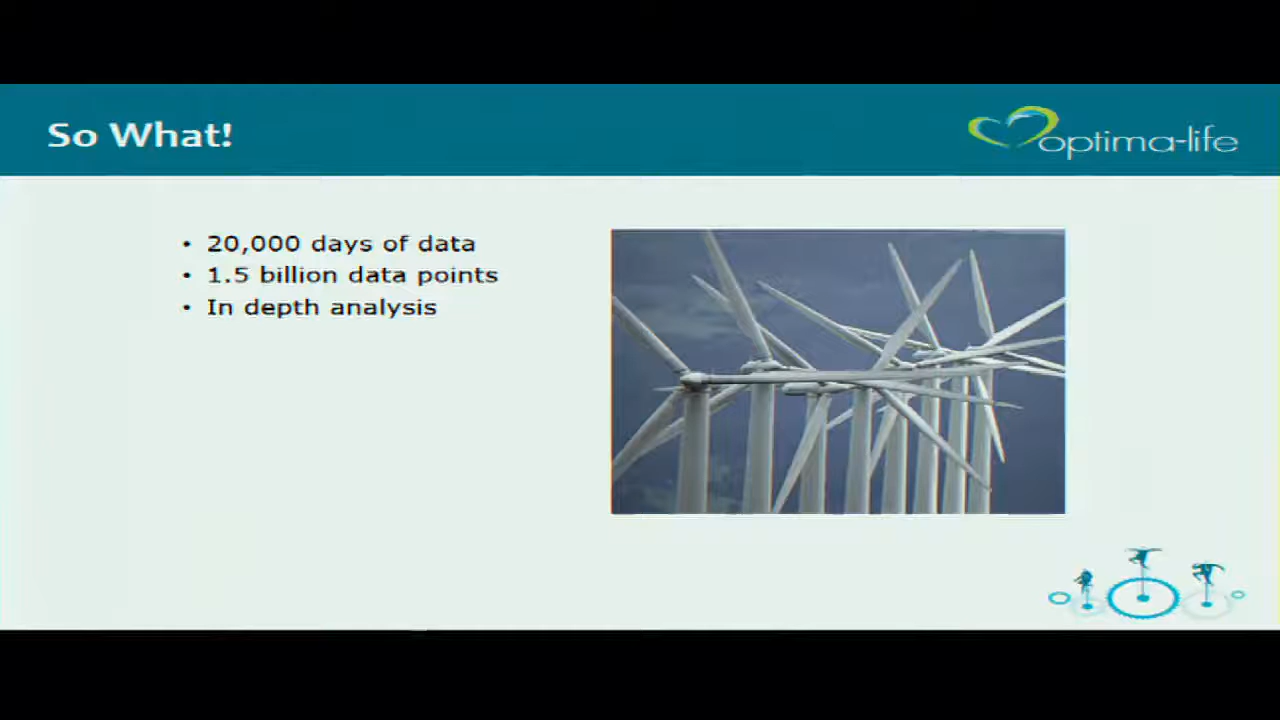 So What!
optima-life
• 20,000 days of data
• 1.5 billion data points
• In depth analysis